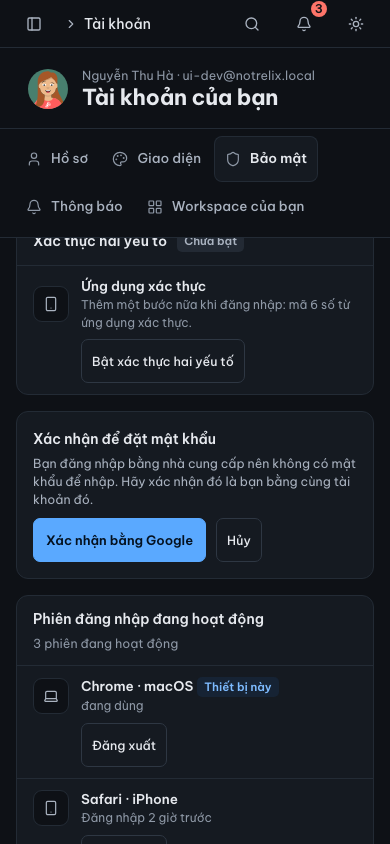 Tài khoản
3
Nguyễn Thu Hà · ui-dev@notrelix.local
Tài khoản của bạn
Hồ sơ
Giao diện
Bảo mật
Thông báo
Workspace của bạn
Xác thực hai yếu tố
Chưa bật
Ứng dụng xác thực
Thêm một bước nữa khi đăng nhập: mã 6 số từ
ứng dụng xác thực.
Bật xác thực hai yếu tố
Xác nhận để đặt mật khẩu
Bạn đăng nhập bằng nhà cung cấp nên không có mật
khẩu để nhập. Hãy xác nhận đó là bạn bằng cùng tài
khoản đó.
Xác nhận bằng Google
Hủy
Phiên đăng nhập đang hoạt động
3 phiên đang hoạt động
Chrome · macOS
Thiết bị này
đang dùng
Đăng xuất
Safari · iPhone
Đăng nhập 2 giờ trước